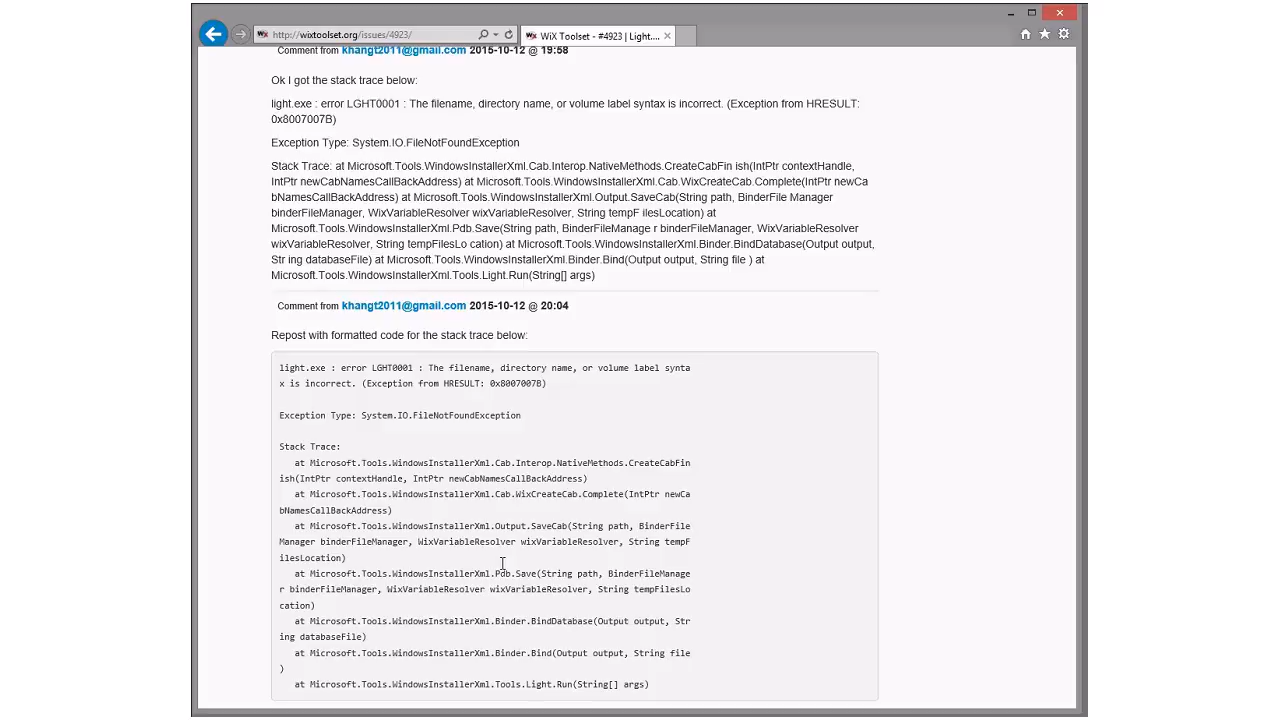 http://wixtoolset.org/issues/4923/
WiX Toolset - #4923 | Light....
Comment from khangt2011@gmail.com 2015-10-12 @ 19:58
Ok I got the stack trace below:
light.exe : error LGHT0001 : The filename, directory name, or volume label syntax is incorrect. (Exception from HRESULT:
0x8007007B)
Exception Type: System.IO.FileNotFoundException
Stack Trace: at Microsoft.Tools.WindowsInstallerXml.Cab.Interop.NativeMethods.CreateCabFin ish(IntPtr contextHandle,
IntPtr newCabNamesCallBackAddress) at Microsoft.Tools.WindowsInstallerXml.Cab.WixCreateCab.Complete(IntPtr newCa
bNamesCallBackAddress) at Microsoft.Tools.WindowsInstallerXml.Output.SaveCab(String path, BinderFile Manager
binderFileManager, WixVariableResolver wixVariableResolver, String tempF ilesLocation) at
Microsoft.Tools.WindowsInstallerXml.Pdb.Save(String path, BinderFileManage r binderFileManager, WixVariableResolver
wixVariableResolver, String tempFilesLo cation) at Microsoft.Tools.WindowsInstallerXml.Binder.BindDatabase(Output output,
Str ing databaseFile) at Microsoft.Tools.WindowsInstallerXml.Binder.Bind(Output output, String file ) at
Microsoft.Tools.WindowsInstallerXml.Tools.Light.Run(String[] args)
Comment from khangt2011@gmail.com 2015-10-12 @ 20:04
Repost with formatted code for the stack trace below:
light.exe : error LGHT0001 : The filename, directory name, or volume label synta
x is incorrect. (Exception from HRESULT: 0x8007007B)
Exception Type: System.IO.FileNotFoundException
Stack Trace:
at Microsoft.Tools.WindowsInstallerXml.Cab.Interop.NativeMethods.CreateCabFin
ish(IntPtr contextHandle, IntPtr newCabNamesCallBackAddress)
at Microsoft.Tools.WindowsInstallerXml.Cab.WixCreateCab.Complete(IntPtr newCa
bNamesCallBackAddress)
at Microsoft.Tools.WindowsInstallerXml.Output.SaveCab(String path, BinderFile
Manager binderFileManager, WixVariableResolver wixVariableResolver, String tempF
ilesLocation)
at Microsoft.Tools.WindowsInstallerXml.Pdb.Save(String path, BinderFileManage
r binderFileManager, WixVariableResolver wixVariableResolver, String tempFilesLo
cation)
at Microsoft.Tools.WindowsInstallerXml.Binder.BindDatabase(Output output, Str
ing databaseFile)
at Microsoft.Tools.WindowsInstallerXml.Binder.Bind(Output output, String file
)
at Microsoft.Tools.WindowsInstallerXml.Tools.Light.Run(String[] args)